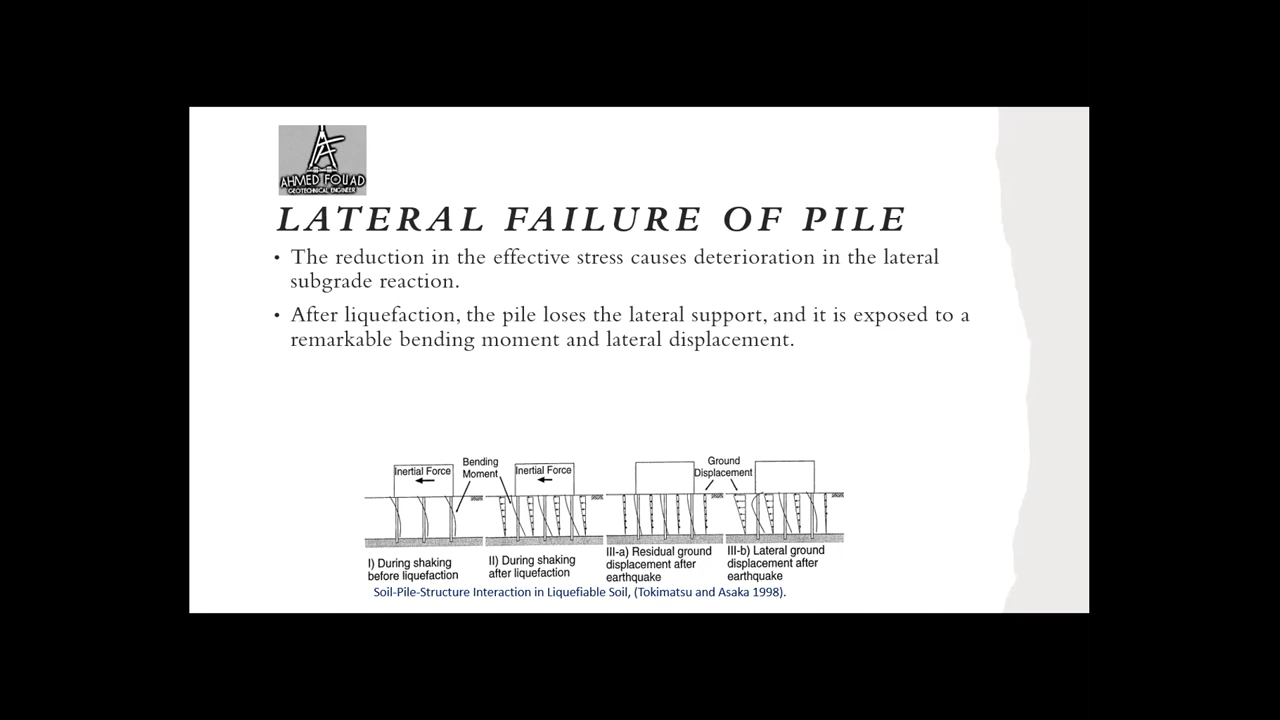 AHMED FOUAD
GEOTECHNICAL ENGINEER
LATERAL FAILURE OF PILE
• The reduction in the effective stress causes deterioration in the lateral
subgrade reaction.
• After liquefaction, the pile loses the lateral support, and it is exposed to a
remarkable bending moment and lateral displacement.
Inertial Force
Bending
Moment
Inertial Force
Ground
Displacement
I) During shaking
before liquefaction
II) During shaking
after liquefaction
III-a) Residual ground
displacement after
earthquake
III-b) Lateral ground
displacement after
earthquake
Soil-Pile-Structure Interaction in Liquefiable Soil, (Tokimatsu and Asaka 1998).